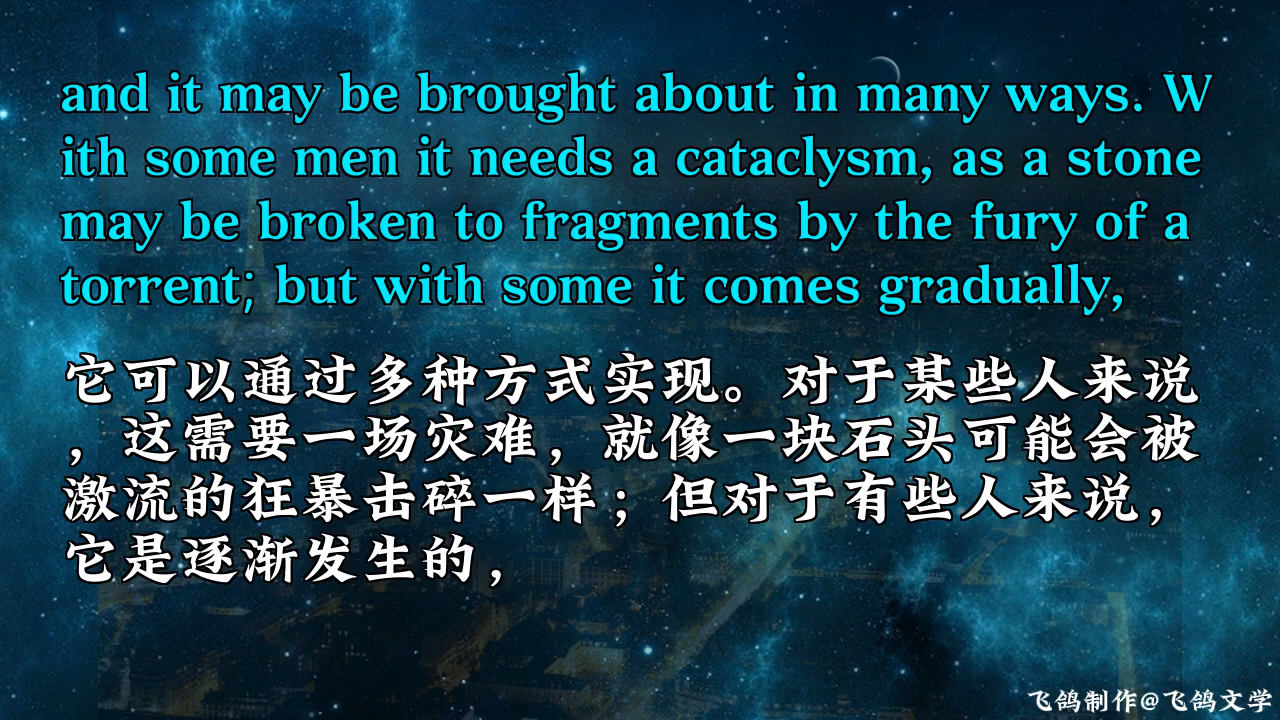 and it may be brought about in many ways. W
ith some men it needs a cataclysm, as a stone
may be broken to fragments by the fury of a
torrent; but with some it comes gradually,
它可以通过多种方式实现。对于某些人来说
，这需要一场灾难，就像一块石头可能会被
激流的狂暴击碎一样；但对于有些人来说，
它是逐渐发生的，
飞鸽制作@飞鸽文学